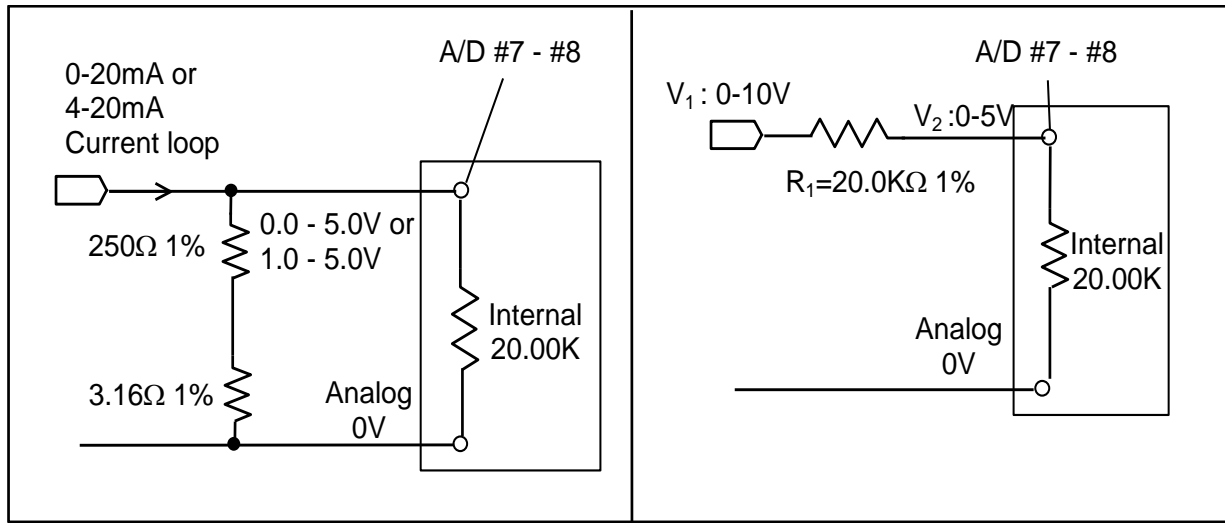 0-20mA or
4-20mA
Current loop
A/D #7 - #8
250Ω 1%
0.0 - 5.0V or
1.0 - 5.0V
3.16Ω 1%
Internal
20.00K
Analog
0V
A/D #7 - #8
V₁ : 0-10V
V₂ :0-5V
R₁=20.0KΩ 1%
Internal
20.00K
Analog
0V